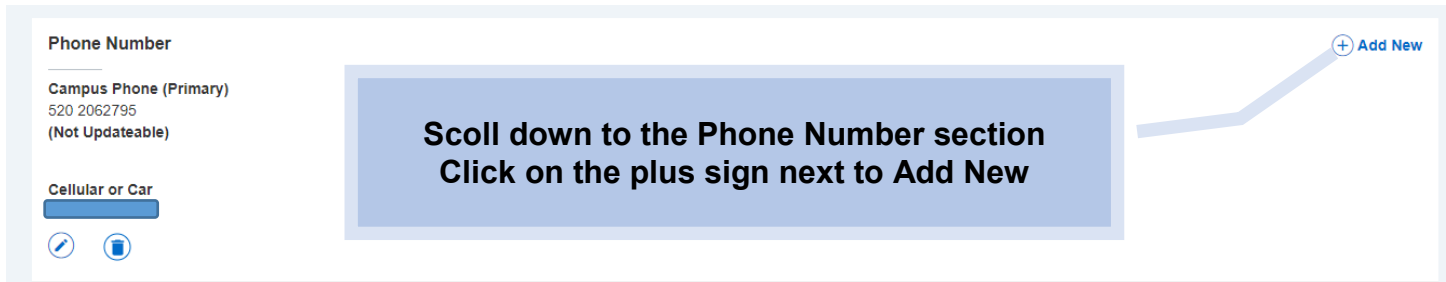 Phone Number
Add New
Campus Phone (Primary)
520 2062795
(Not Updateable)
Scoll down to the Phone Number section
Click on the plus sign next to Add New
Cellular or Car